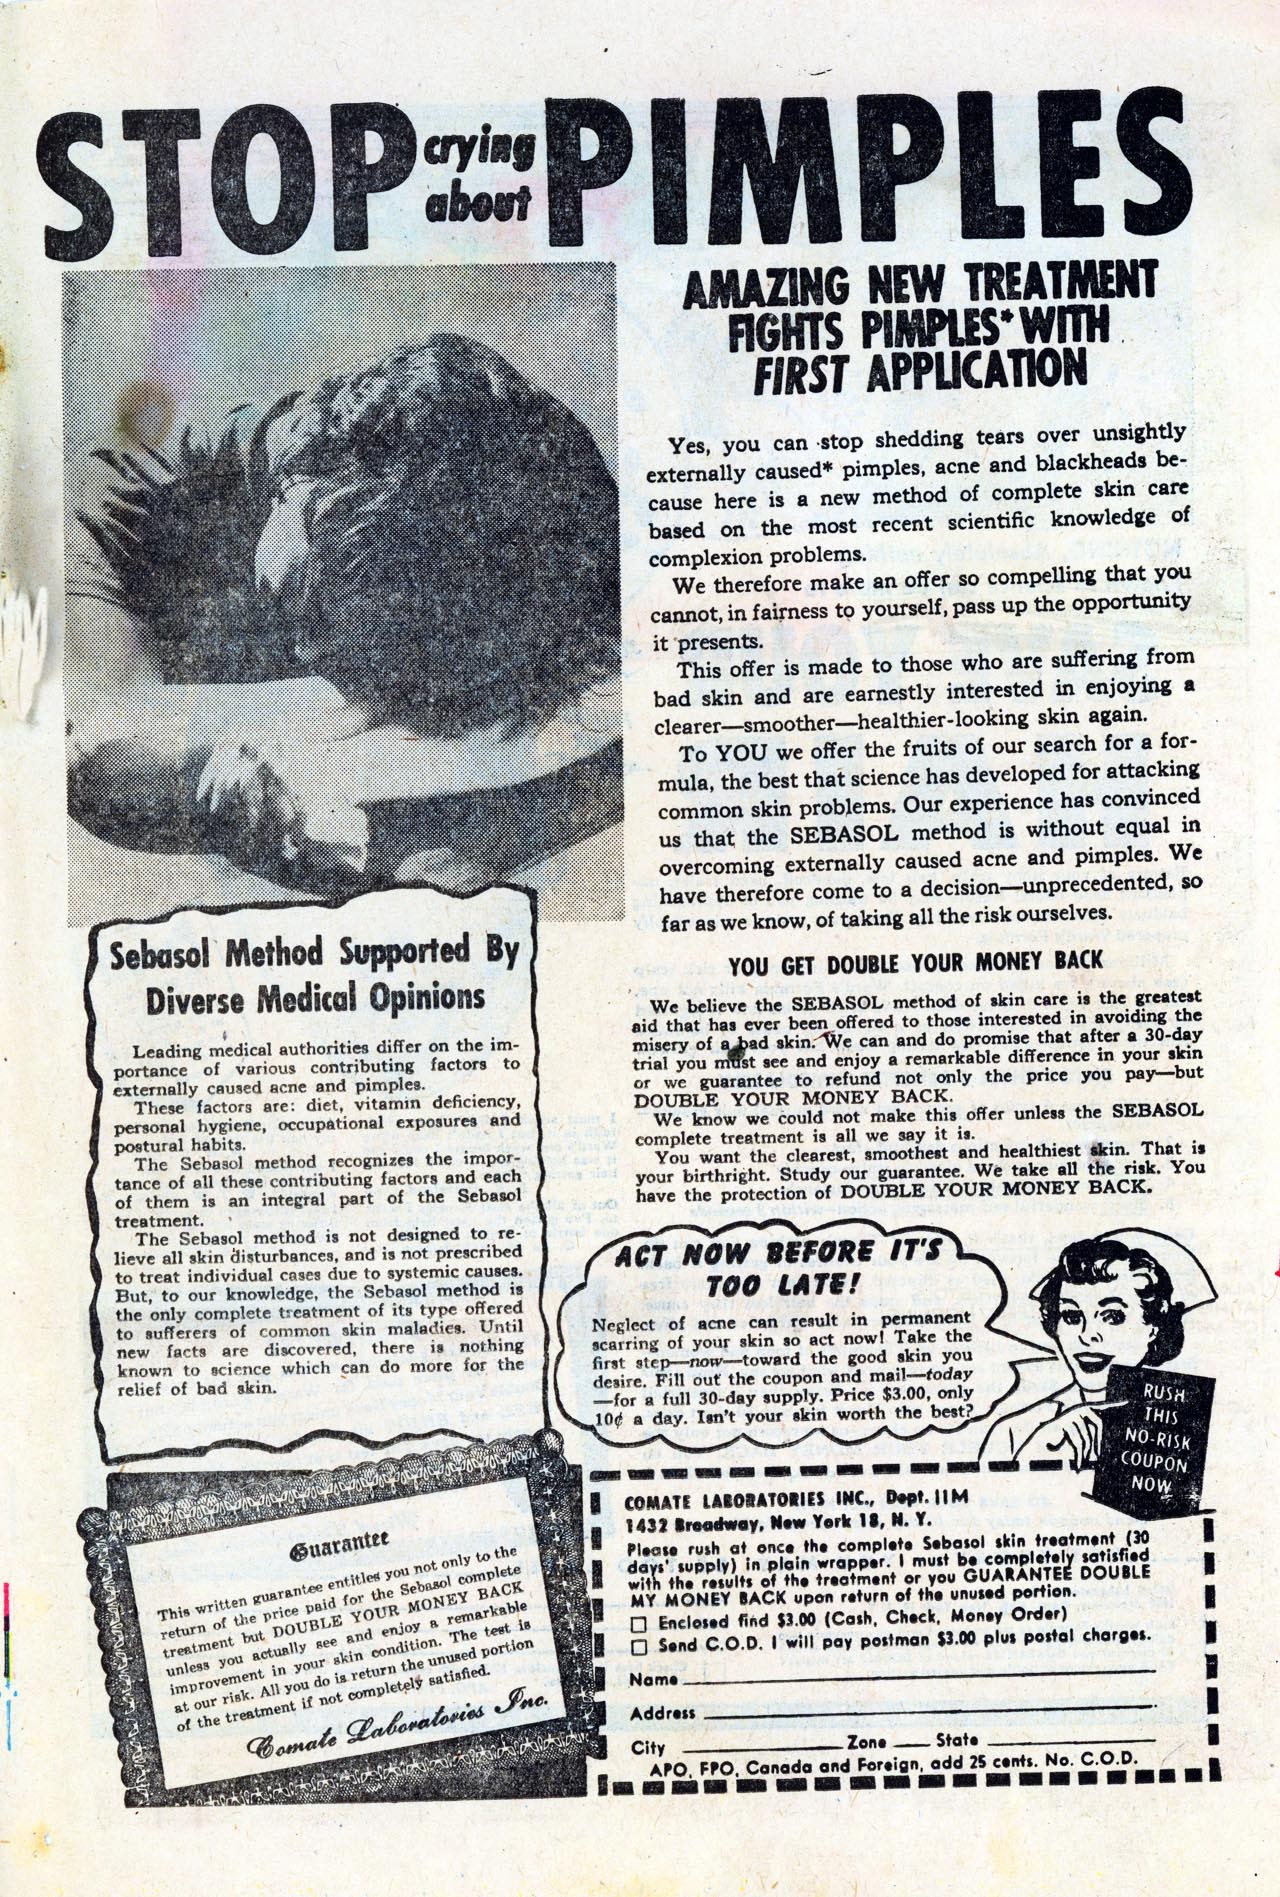 STOP crying about PIMPLES
AMAZING NEW TREATMENT
FIGHTS PIMPLES* WITH
FIRST APPLICATION
Yes, you can stop shedding tears over unsightly
externally caused* pimples, acne and blackheads be-
cause here is a new method of complete skin care
based on the most recent scientific knowledge of
complexion problems.
We therefore make an offer so compelling that you
cannot, in fairness to yourself, pass up the opportunity
it presents.
This offer is made to those who are suffering from
bad skin and are earnestly interested in enjoying a
clearer—smoother—healthier-looking skin again.
To YOU we offer the fruits of our search for a for-
mula, the best that science has developed for attacking
common skin problems. Our experience has convinced
us that the SEBASOL method is without equal in
overcoming externally caused acne and pimples. We
have therefore come to a decision—unprecedented, so
far as we know, of taking all the risk ourselves.
YOU GET DOUBLE YOUR MONEY BACK
We believe the SEBASOL method of skin care is the greatest
aid that has ever been offered to those interested in avoiding the
misery of a bad skin. We can and do promise that after a 30-day
trial you must see and enjoy a remarkable difference in your skin
or we guarantee to refund not only the price you pay—but
DOUBLE YOUR MONEY BACK.
We know we could not make this offer unless the SEBASOL
complete treatment is all we say it is.
You want the clearest, smoothest and healthiest skin. That is
your birthright. Study our guarantee. We take all the risk. You
have the protection of DOUBLE YOUR MONEY BACK.
Sebasol Method Supported By
Diverse Medical Opinions
Leading medical authorities differ on the im-
portance of various contributing factors to
externally caused acne and pimples.
These factors are: diet, vitamin deficiency,
personal hygiene, occupational exposures and
postural habits.
The Sebasol method recognizes the impor-
tance of all these contributing factors and each
of them is an integral part of the Sebasol
treatment.
The Sebasol method is not designed to re-
lieve all skin disturbances, and is not prescribed
to treat individual cases due to systemic causes.
But, to our knowledge, the Sebasol method is
the only complete treatment of its type offered
to sufferers of common skin maladies. Until
new facts are discovered, there is nothing
known to science which can do more for the
relief of bad skin.
ACT NOW BEFORE IT'S
TOO LATE!
Neglect of acne can result in permanent
scarring of your skin so act now! Take the
first step—now—toward the good skin you
desire. Fill out the coupon and mail—today
—for a full 30-day supply. Price $3.00, only
10¢ a day. Isn't your skin worth the best?
RUSH
THIS
NO-RISK
COUPON
NOW
Guarantee
This written guarantee entitles you not only to the
return of the price paid for the Sebasol complete
treatment but DOUBLE YOUR MONEY BACK
unless you actually see and enjoy a remarkable
improvement in your skin condition. The test is
at our risk. All you do is return the unused portion
of the treatment if not completely satisfied.
Comate Laboratories Inc.
COMATE LABORATORIES INC., Dept. 11M
1432 Broadway, New York 18, N. Y.
Please rush at once the complete Sebasol skin treatment (30
days' supply) in plain wrapper. I must be completely satisfied
with the results of the treatment or you GUARANTEE DOUBLE
MY MONEY BACK upon return of the unused portion.
☐ Enclosed find $3.00 (Cash, Check, Money Order)
☐ Send C.O.D. I will pay postman $3.00 plus postal charges.
Name
Address
City Zone State
APO, FPO, Canada and Foreign, add 25 cents. No. C.O.D.